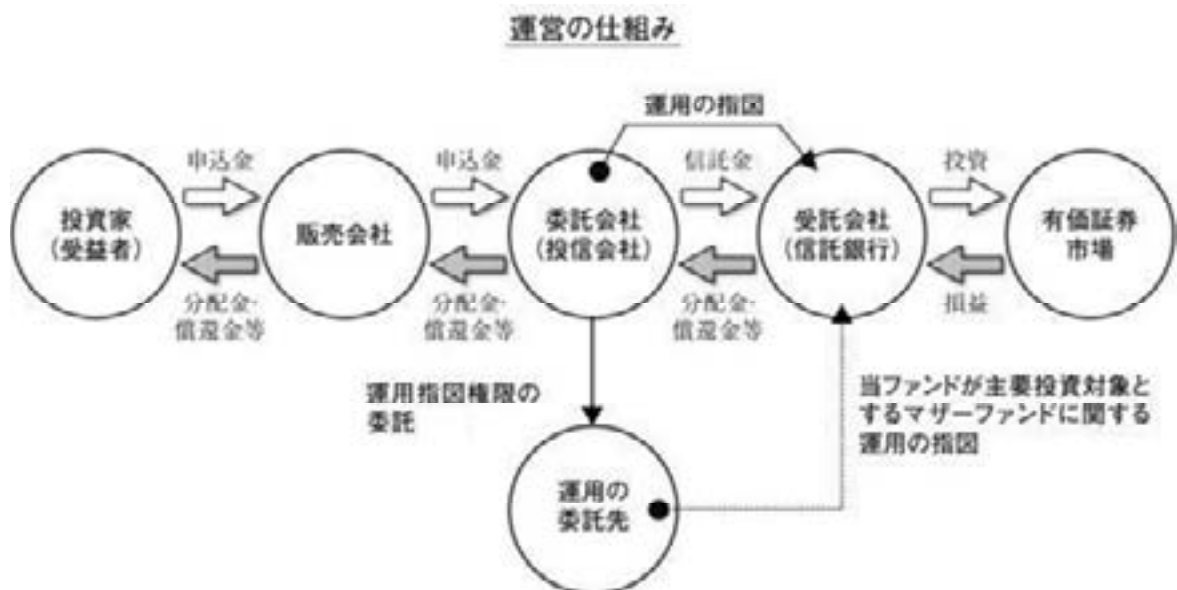 運営の仕組み
運用の指図
申込金
申込金
信託金
投資
投資家
(受益者)
販売会社
委託会社
(投信会社)
受託会社
(信託銀行)
有価証券
市場
分配金・
償還金等
分配金・
償還金等
分配金・
償還金等
損益
運用指図権限の
委託
当ファンドが主要投資対象と
するマザーファンドに関する
運用の指図
運用の
委託先